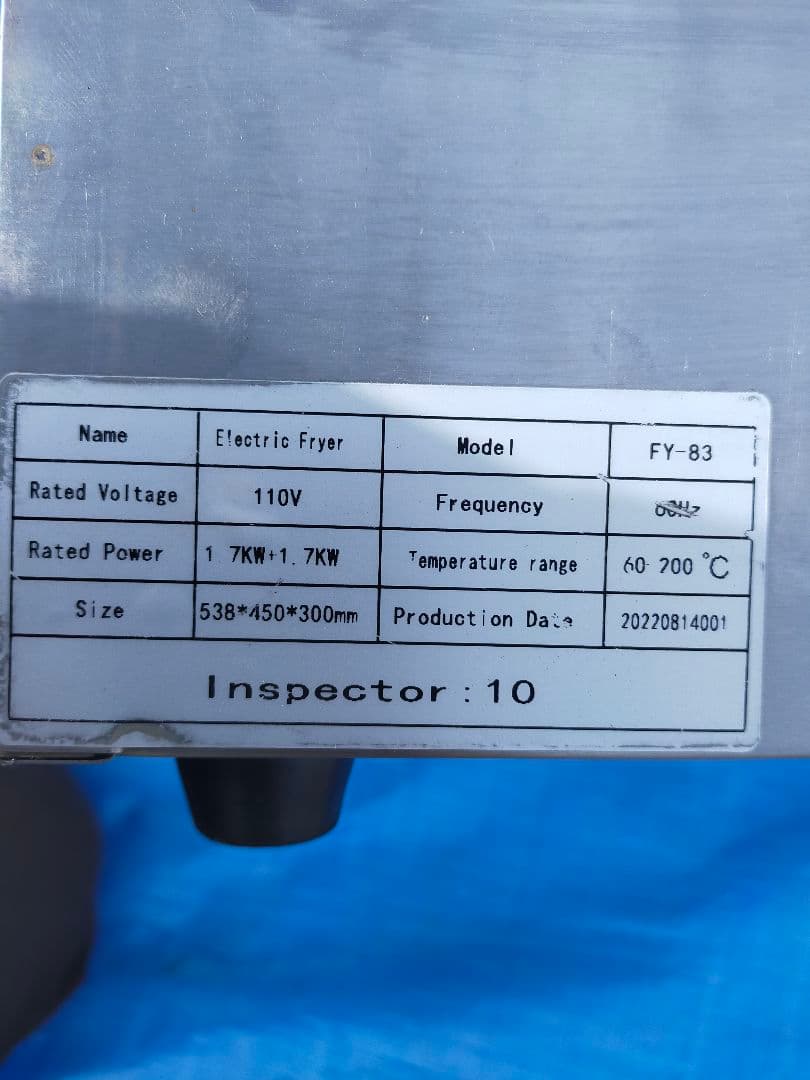 Name Electric Fryer Model FY-83
Rated Voltage 110V Frequency
Rated Power 1.7KW+1.7KW Temperature range 60-200℃
Size 538*450*300mm Production Date 20220814001
Inspector:10